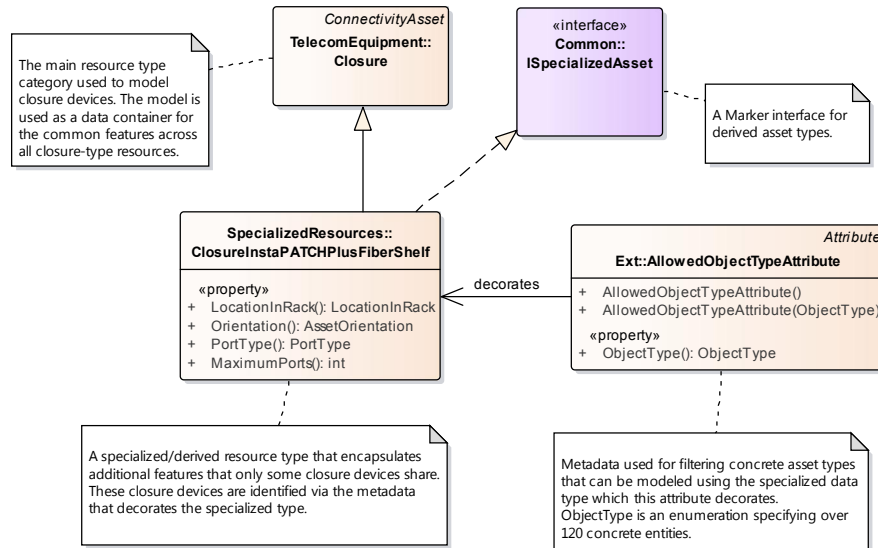 ConnectivityAsset
TelecomEquipment::
Closure
«interface»
Common::
ISpecializedAsset
The main resource type
category used to model
closure devices. The model is
used as a data container for
the common features across
all closure-type resources.
A Marker interface for
derived asset types.
SpecializedResources::
ClosureInstaPATCHPlusFiberShelf
«property»
+ LocationInRack(): LocationInRack
+ Orientation(): AssetOrientation
+ PortType(): PortType
+ MaximumPorts(): int
decorates
Attribute
Ext::AllowedObjectTypeAttribute
+ AllowedObjectTypeAttribute()
+ AllowedObjectTypeAttribute(ObjectType)
«property»
+ ObjectType(): ObjectType
A specialized/derived resource type that encapsulates
additional features that only some closure devices share.
These closure devices are identified via the metadata
that decorates the specialized type.
Metadata used for filtering concrete asset types
that can be modeled using the specialized data
type which this attribute decorates.
ObjectType is an enumeration specifying over
120 concrete entities.